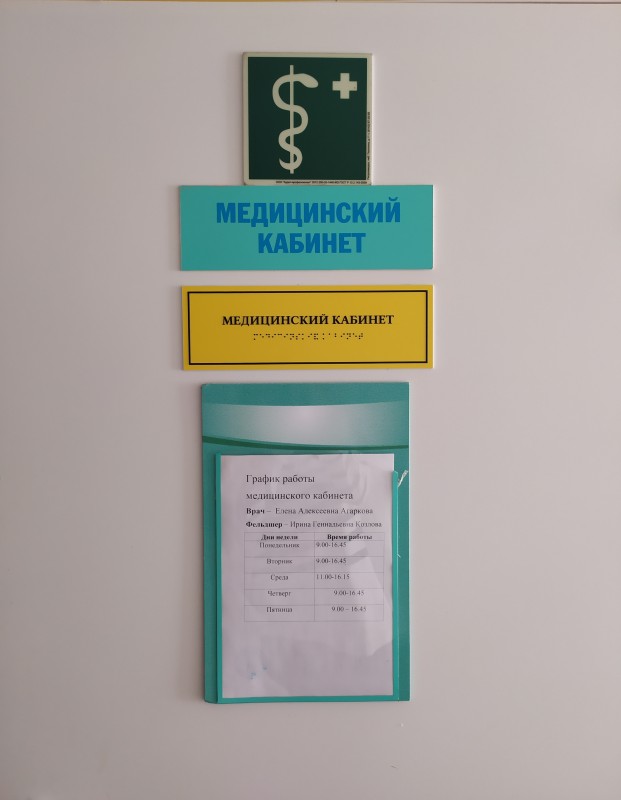 МЕДИЦИНСКИЙ
КАБИНЕТ
МЕДИЦИНСКИЙ КАБИНЕТ
График работы
медицинского кабинета
Врач – Елена Алексеевна Агаркова
Фельдшер – Ирина Геннадьевна Козлова
Дни недели Время работы
Понедельник 9.00-16.45
Вторник 9.00-16.45
Среда 11.00-16.15
Четверг 9.00-16.45
Пятница 9.00 – 16.45